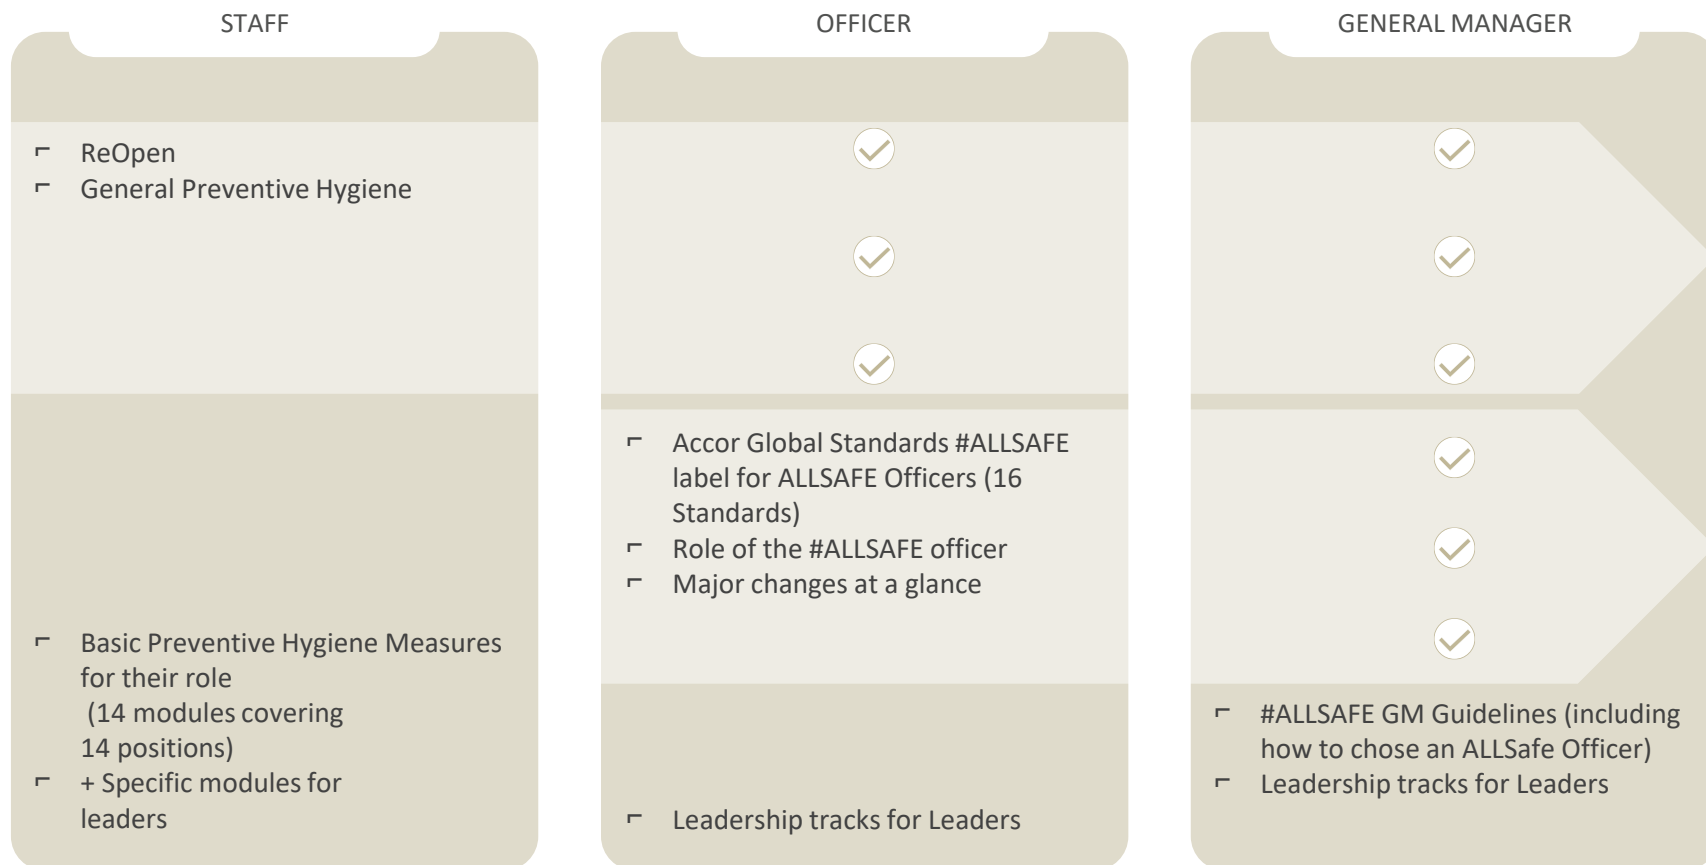 STAFF
ReOpen
General Preventive Hygiene
Basic Preventive Hygiene Measures
for their role
(14 modules covering
14 positions)
+ Specific modules for
leaders
OFFICER
Accor Global Standards #ALLSAFE
label for ALLSAFE Officers (16
Standards)
Role of the #ALLSAFE officer
Major changes at a glance
Leadership tracks for Leaders
GENERAL MANAGER
#ALLSAFE GM Guidelines (including
how to chose an ALLSafe Officer)
Leadership tracks for Leaders